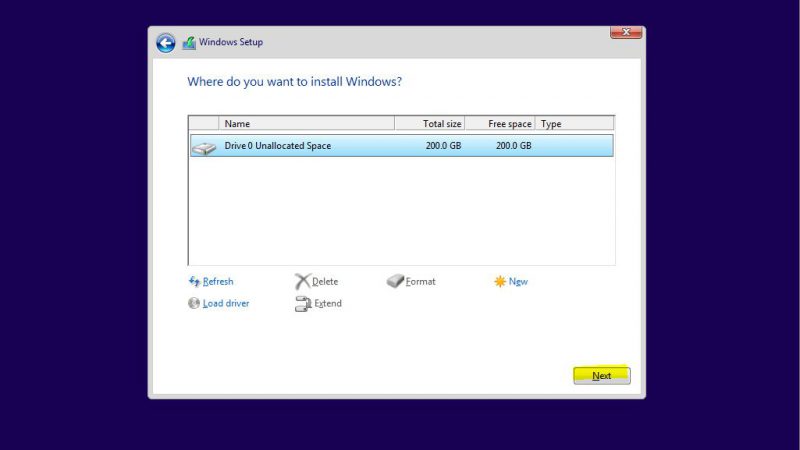 Windows Setup
Where do you want to install Windows?
Name Total size Free space Type
Drive 0 Unallocated Space 200.0 GB 200.0 GB
Refresh Delete Format New
Load driver Extend
Next